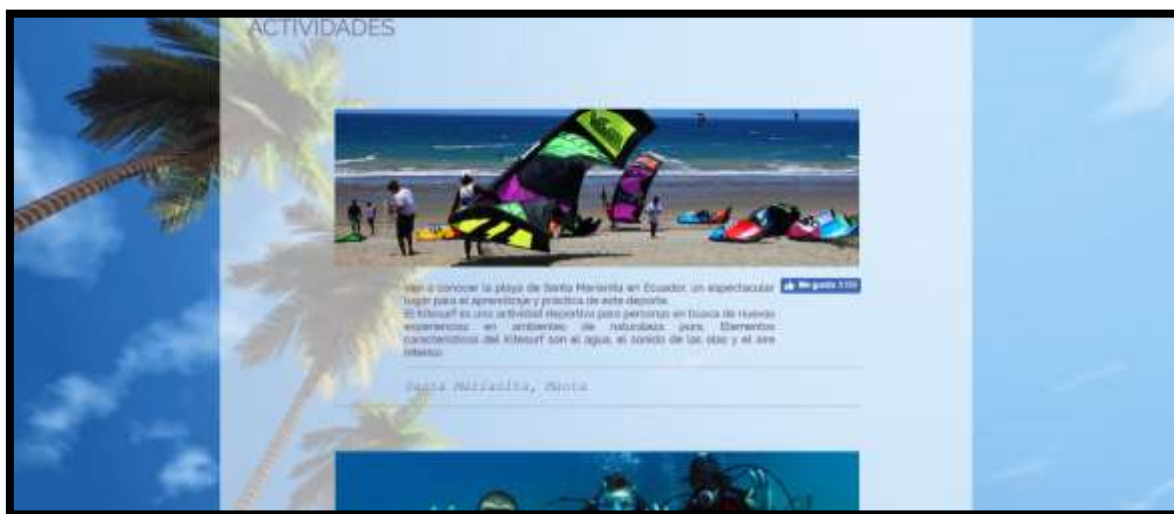 ACTIVIDADES
Ven a conocer la playa de Santa Marianita en Ecuador, un espectacular
lugar para el aprendizaje y práctica de este deporte.
El Kitesurf es una actividad deportiva para personas en busca de nuevas
experiencias en ambientes de naturaleza pura. Elementos
característicos del Kitesurf son el agua, el sonido de las olas y el aire
intenso.
Me gusta
Santa Marianita, Manta